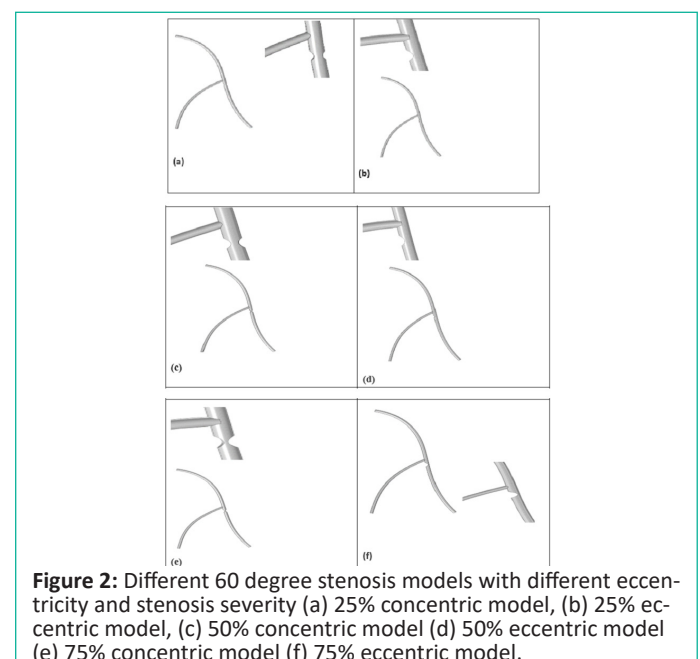 (a)
(b)
(c)
(d)
(e)
(f)
Figure 2: Different 60 degree stenosis models with different eccen-
tricity and stenosis severity (a) 25% concentric model, (b) 25% ec-
centric model, (c) 50% concentric model (d) 50% eccentric model
(e) 75% concentric model (f) 75% eccentric model.